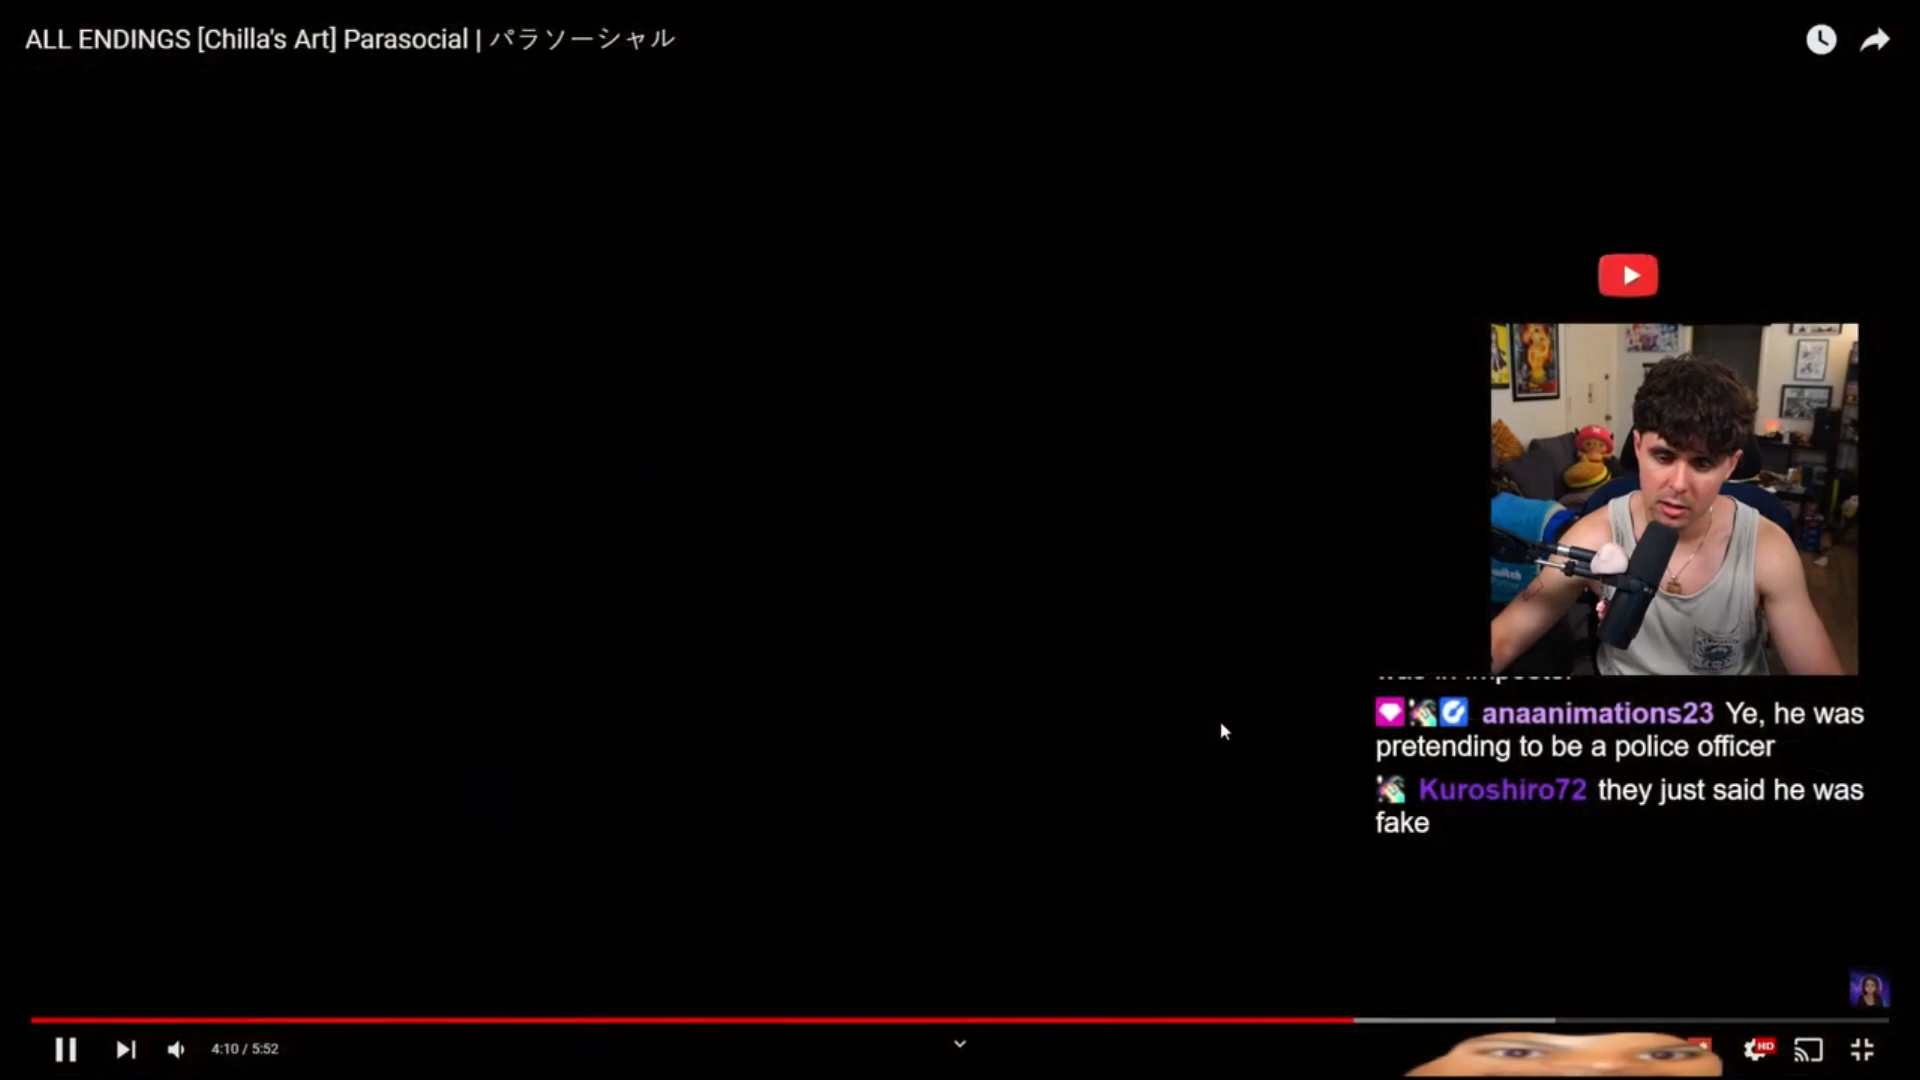 ALL ENDINGS [Chilla's Art] Parasocial | パラソーシャル
anaanimations23 Ye, he was
pretending to be a police officer
Kuroshiro72 they just said he was
fake
4:10 / 5:52
HD